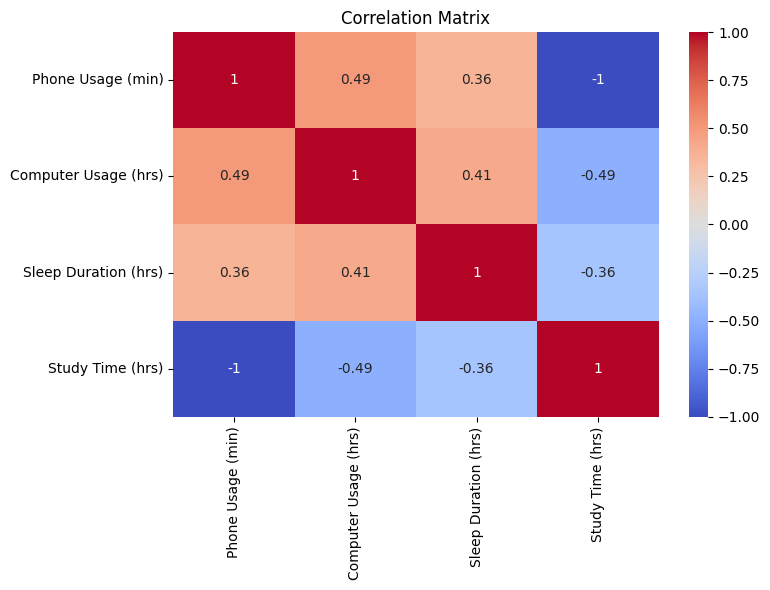 Correlation Matrix
Phone Usage (min) 1 0.49 0.36 -1
Computer Usage (hrs) 0.49 1 0.41 -0.49
Sleep Duration (hrs) 0.36 0.41 1 -0.36
Study Time (hrs) -1 -0.49 -0.36 1
Phone Usage (min)
Computer Usage (hrs)
Sleep Duration (hrs)
Study Time (hrs)
1.00
0.75
0.50
0.25
0.00
−0.25
−0.50
−0.75
−1.00